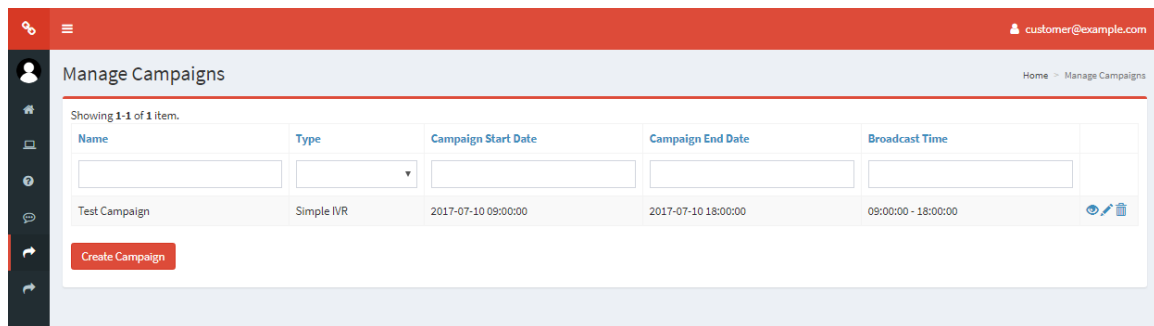 customer@example.com
Manage Campaigns
Home > Manage Campaigns
Showing 1-1 of 1 item.
Name Type Campaign Start Date Campaign End Date Broadcast Time
Test Campaign Simple IVR 2017-07-10 09:00:00 2017-07-10 18:00:00 09:00:00 - 18:00:00
Create Campaign